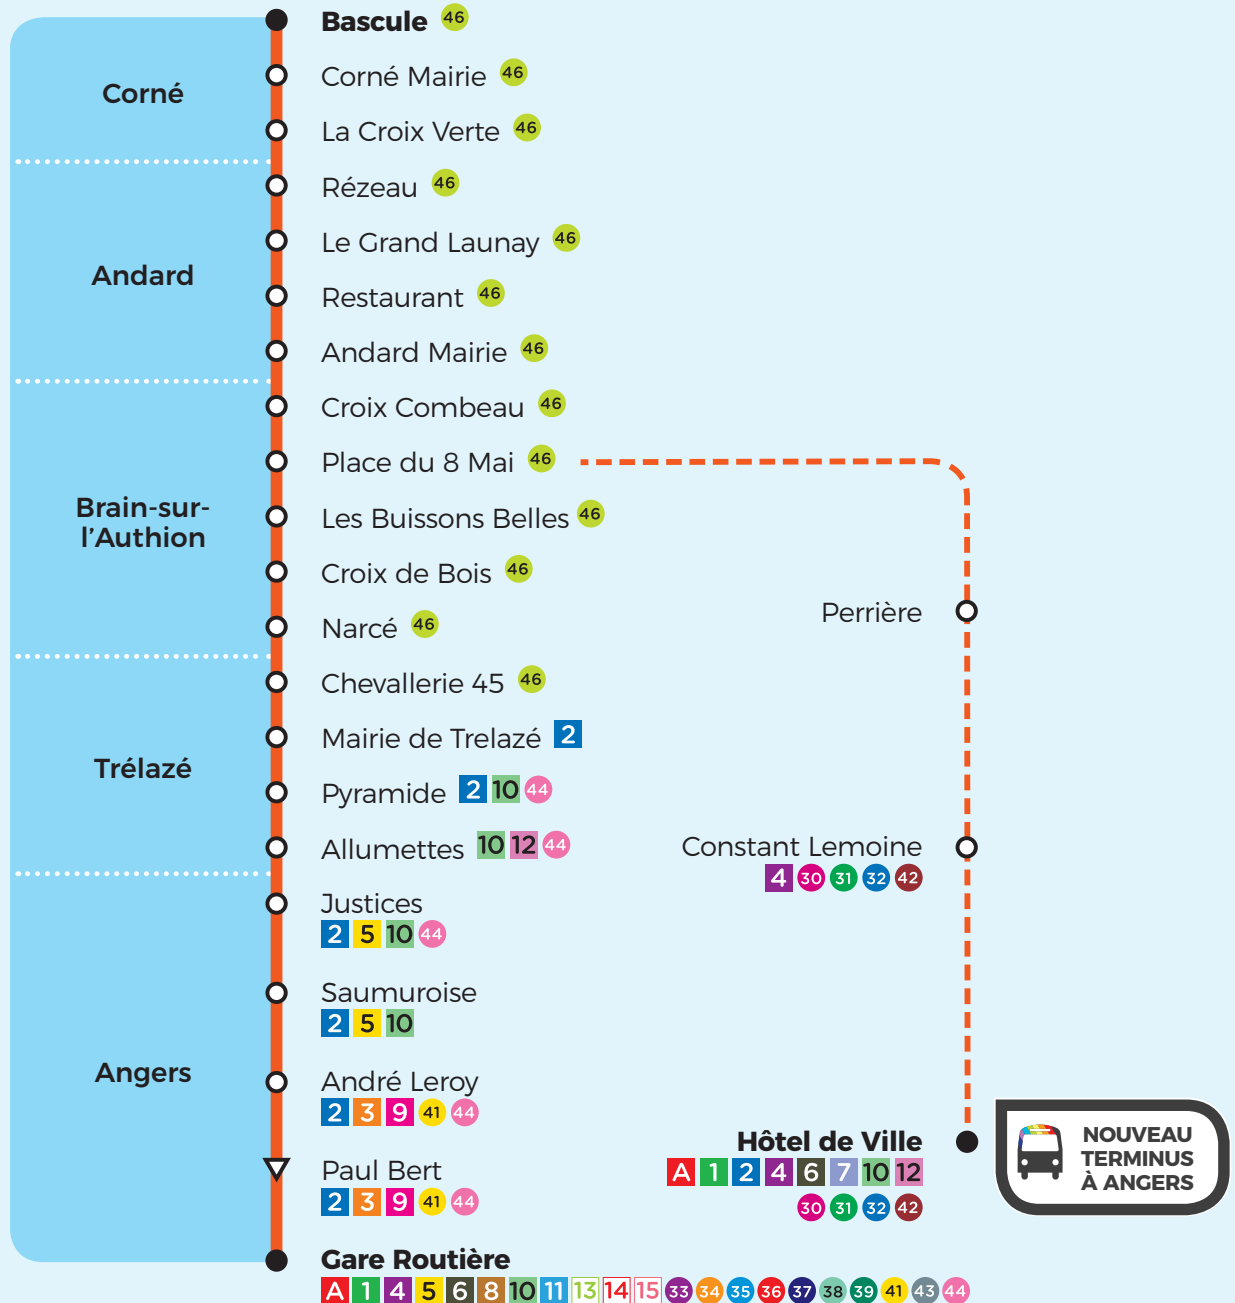 Bascule 46
Corné
Corné Mairie 46
La Croix Verte 46
Rézeau 46
Andard
Le Grand Launay 46
Restaurant 46
Andard Mairie 46
Croix Combeau 46
Place du 8 Mai 46
Brain-sur-
l'Authion
Les Buissons Belles 46
Croix de Bois 46
Narcé 46
Perrière
Chevallerie 45 46
Trélazé
Mairie de Trelazé 2
Pyramide 2 10 44
Allumettes 10 12 44
Constant Lemoine
4 30 31 32 42
Angers
Justices
2 5 10 44
Saumuroise
2 5 10
André Leroy
2 3 9 41 44
Paul Bert
2 3 9 41 44
Hôtel de Ville
A 1 2 4 6 7 10 12
30 31 32 42
NOUVEAU
TERMINUS
À ANGERS
Gare Routière
A 1 4 5 6 8 10 11 13 14 15 33 34 35 36 37 38 39 41 43 44